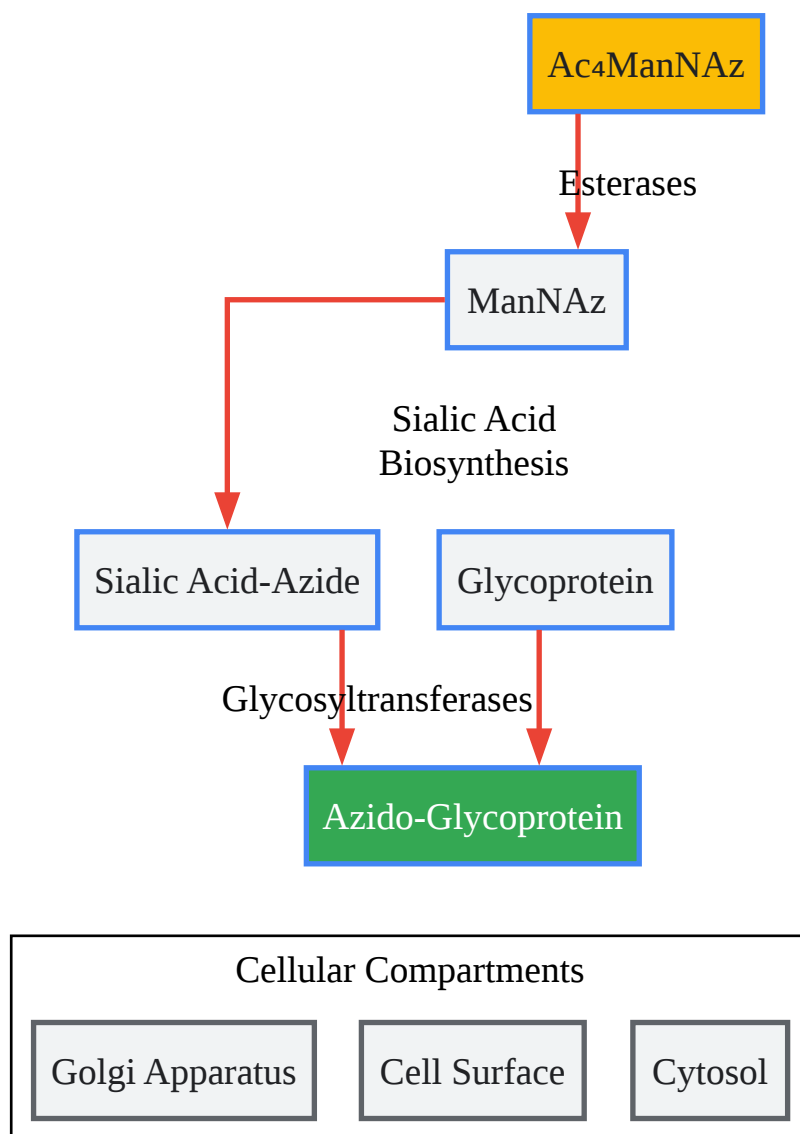 Ac₄ManNAz
Esterases
ManNAz
Sialic Acid
Biosynthesis
Sialic Acid-Azide
Glycoprotein
Glycosyltransferases
Azido-Glycoprotein
Cellular Compartments
Golgi Apparatus
Cell Surface
Cytosol